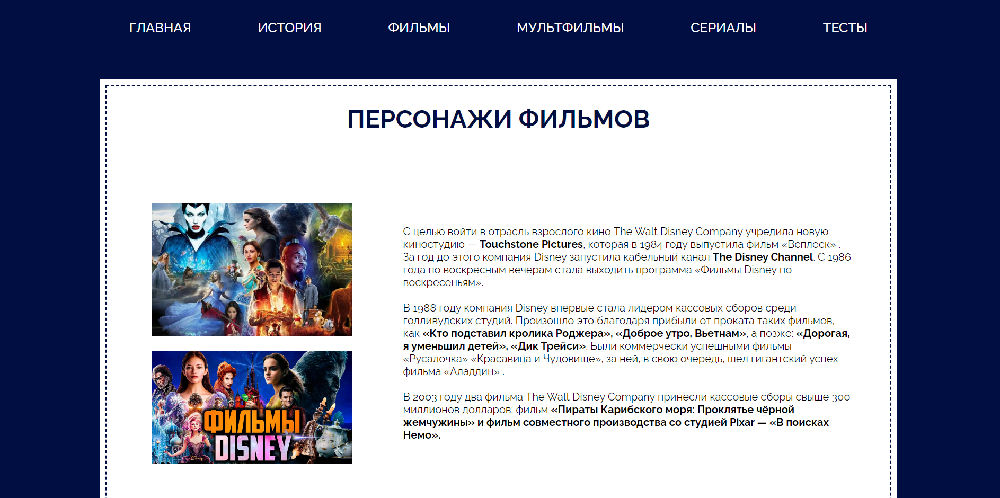 ГЛАВНАЯ ИСТОРИЯ ФИЛЬМЫ МУЛЬТФИЛЬМЫ СЕРИАЛЫ ТЕСТЫ
ПЕРСОНАЖИ ФИЛЬМОВ
С целью войти в отрасль взрослого кино The Walt Disney Company учредила новую
киностудию — Touchstone Pictures, которая в 1984 году выпустила фильм «Всплеск» .
За год до этого компания Disney запустила кабельный канал The Disney Channel. С 1986
года по воскресным вечерам стала выходить программа «Фильмы Disney по
воскресеньям».
В 1988 году компания Disney впервые стала лидером кассовых сборов среди
голливудских студий. Произошло это благодаря прибыли от проката таких фильмов,
как «Кто подставил кролика Роджера», «Доброе утро, Вьетнам», а позже: «Дорогая,
я уменьшил детей», «Дик Трейси». Были коммерчески успешными фильмы
«Русалочка» «Красавица и Чудовище», за ней, в свою очередь, шел гигантский успех
фильма «Аладдин» .
В 2003 году два фильма The Walt Disney Company принесли кассовые сборы свыше 300
миллионов долларов: фильм «Пираты Карибского моря: Проклятье чёрной
жемчужины» и фильм совместного производства со студией Pixar — «В поисках
Немо».
ФИЛЬМЫ
DISNEY
Disney